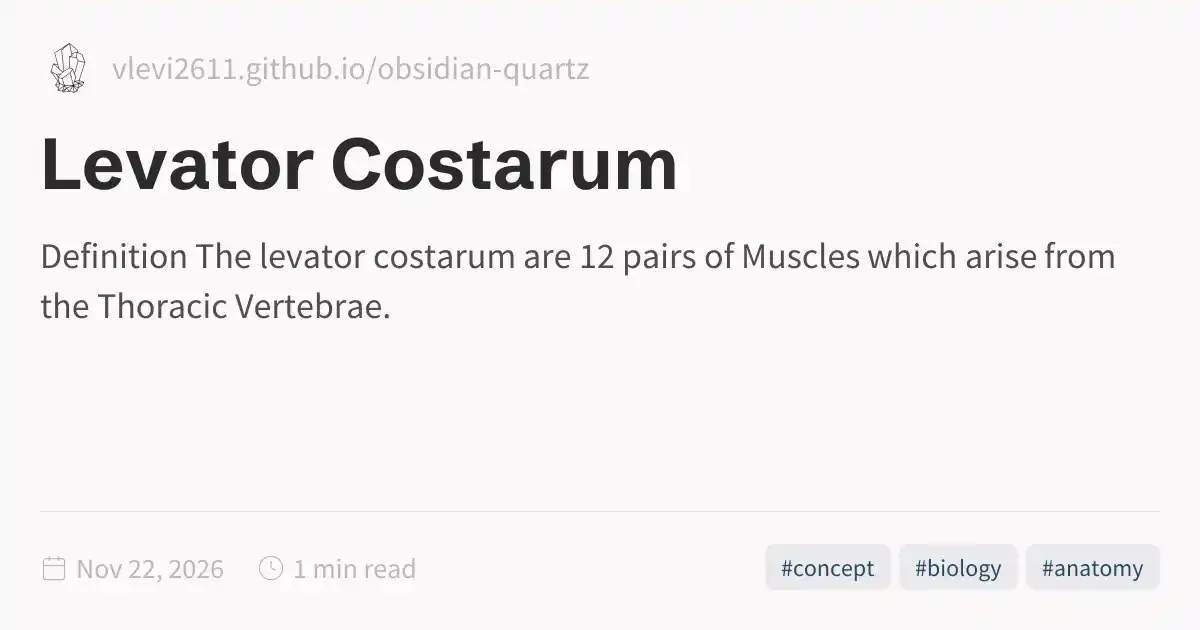 vlevi2611.github.io/obsidian-quartz
Levator Costarum
Definition The levator costarum are 12 pairs of Muscles which arise from
the Thoracic Vertebrae.
Nov 22, 2026 1 min read #concept #biology #anatomy